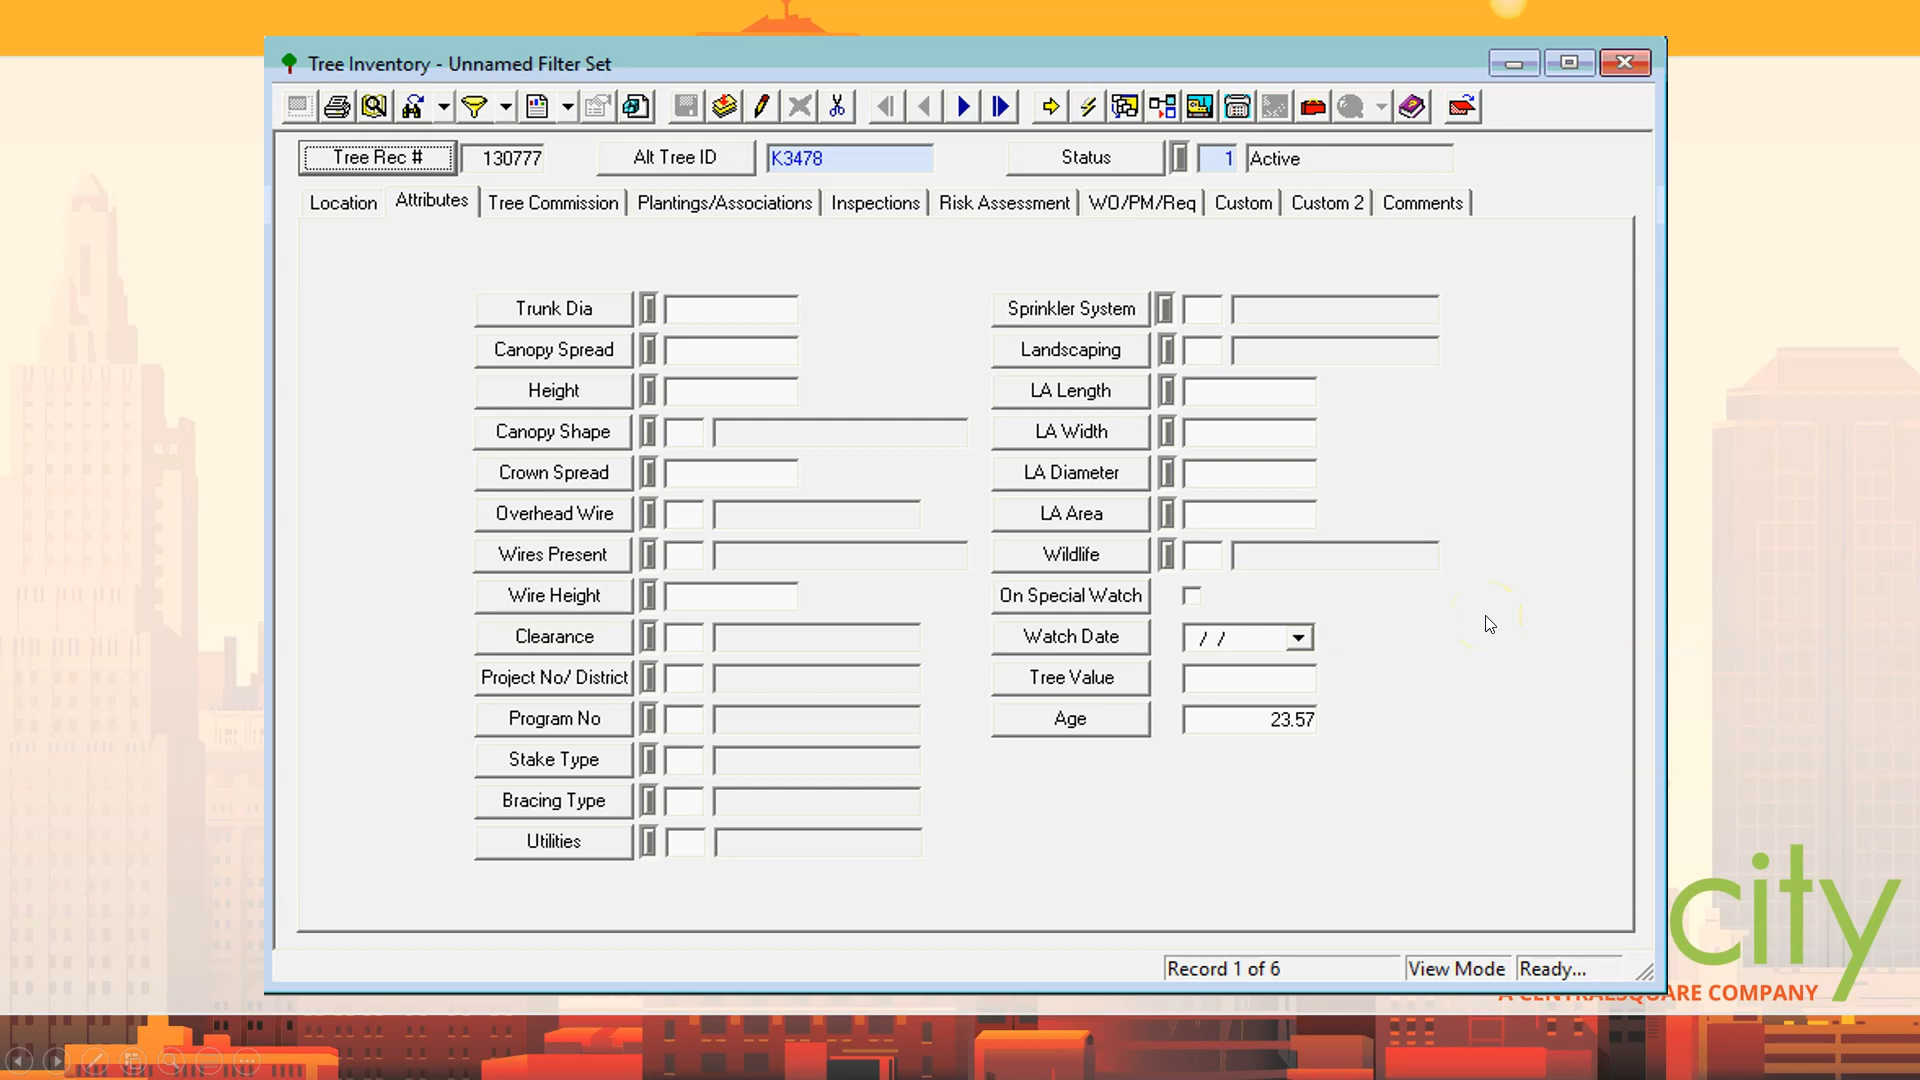 Tree Inventory - Unnamed Filter Set
Tree Rec # 130777 Alt Tree ID K3478 Status 1 Active
Location Attributes Tree Commission Plantings/Associations Inspections Risk Assessment WO/PM/Req Custom Custom 2 Comments
Trunk Dia Sprinkler System
Canopy Spread Landscaping
Height LA Length
Canopy Shape LA Width
Crown Spread LA Diameter
Overhead Wire LA Area
Wires Present Wildlife
Wire Height On Special Watch
Clearance Watch Date / /
Project No/ District Tree Value
Program No Age 23.57
Stake Type
Bracing Type
Utilities
Record 1 of 6 View Mode Ready...
city
A CENTRALSQUARE COMPANY